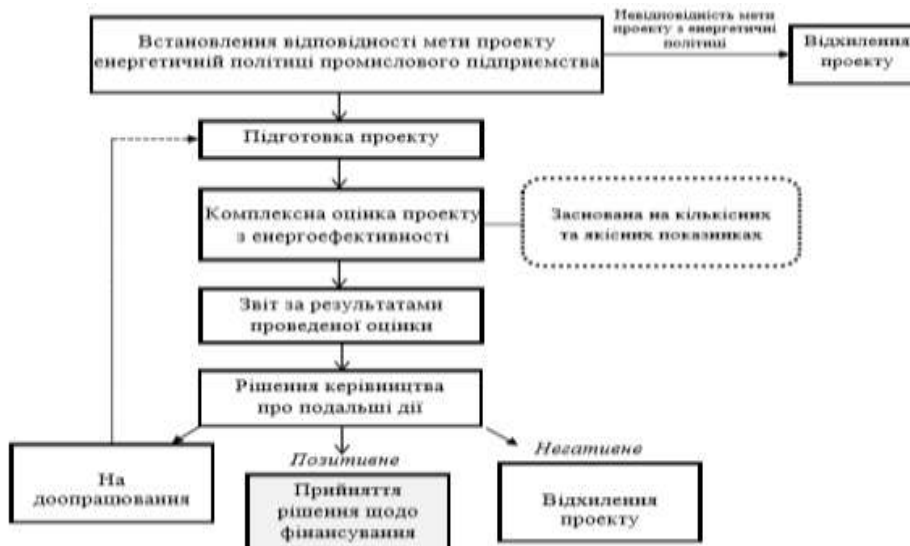 Невідповідність мети
проекту з енергетичні
політиці
Встановлення відповідності мети проекту
енергетичній політиці промислового підприємства
Відхилення
проекту
Підготовка проекту
Комплексна оцінка проекту
з енергоефективності
Заснована на кількісних
та якісних показниках
Звіт за результатами
проведеної оцінки
Рішення керівництва
про подальші дії
На
доопрацювання
Позитивне
Негативне
Прийняття
рішення щодо
фінансування
Відхилення
проекту